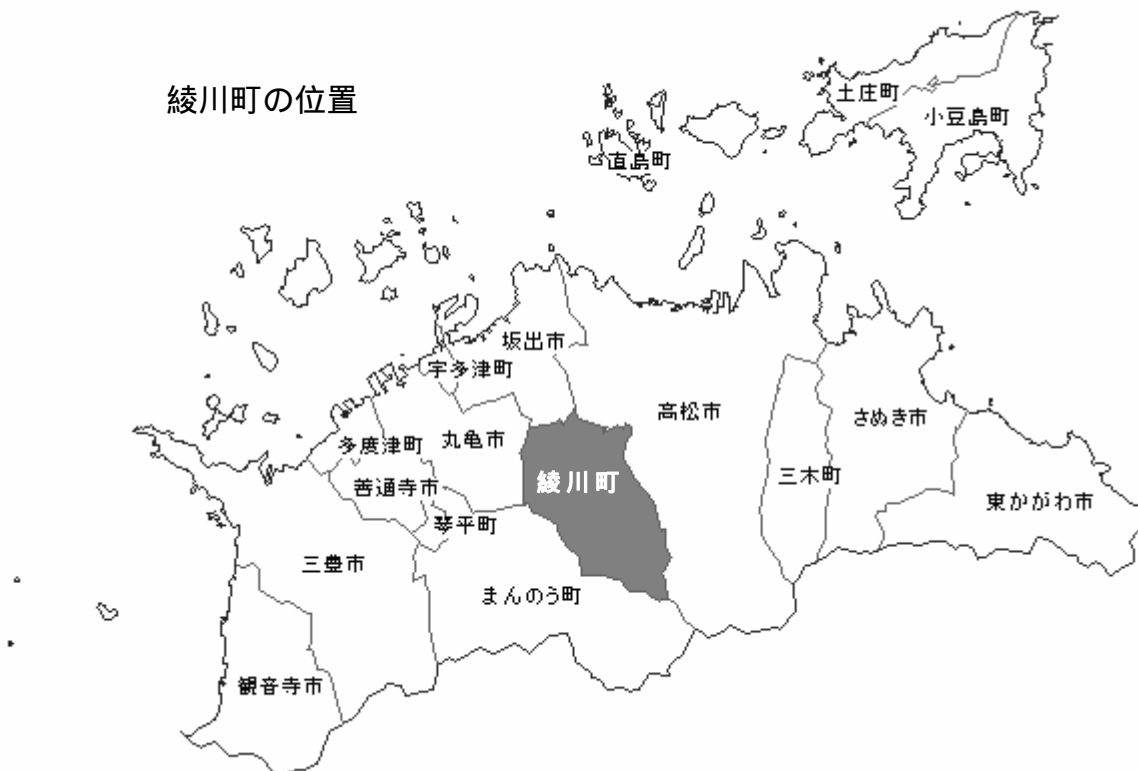 綾川町の位置
土庄町
小豆島町
直島町
坂出市
宇多津町
高松市
さぬき市
多度津町
丸亀市
綾川町
三木町
善通寺市
東かがわ市
琴平町
三豊市
まんのう町
観音寺市